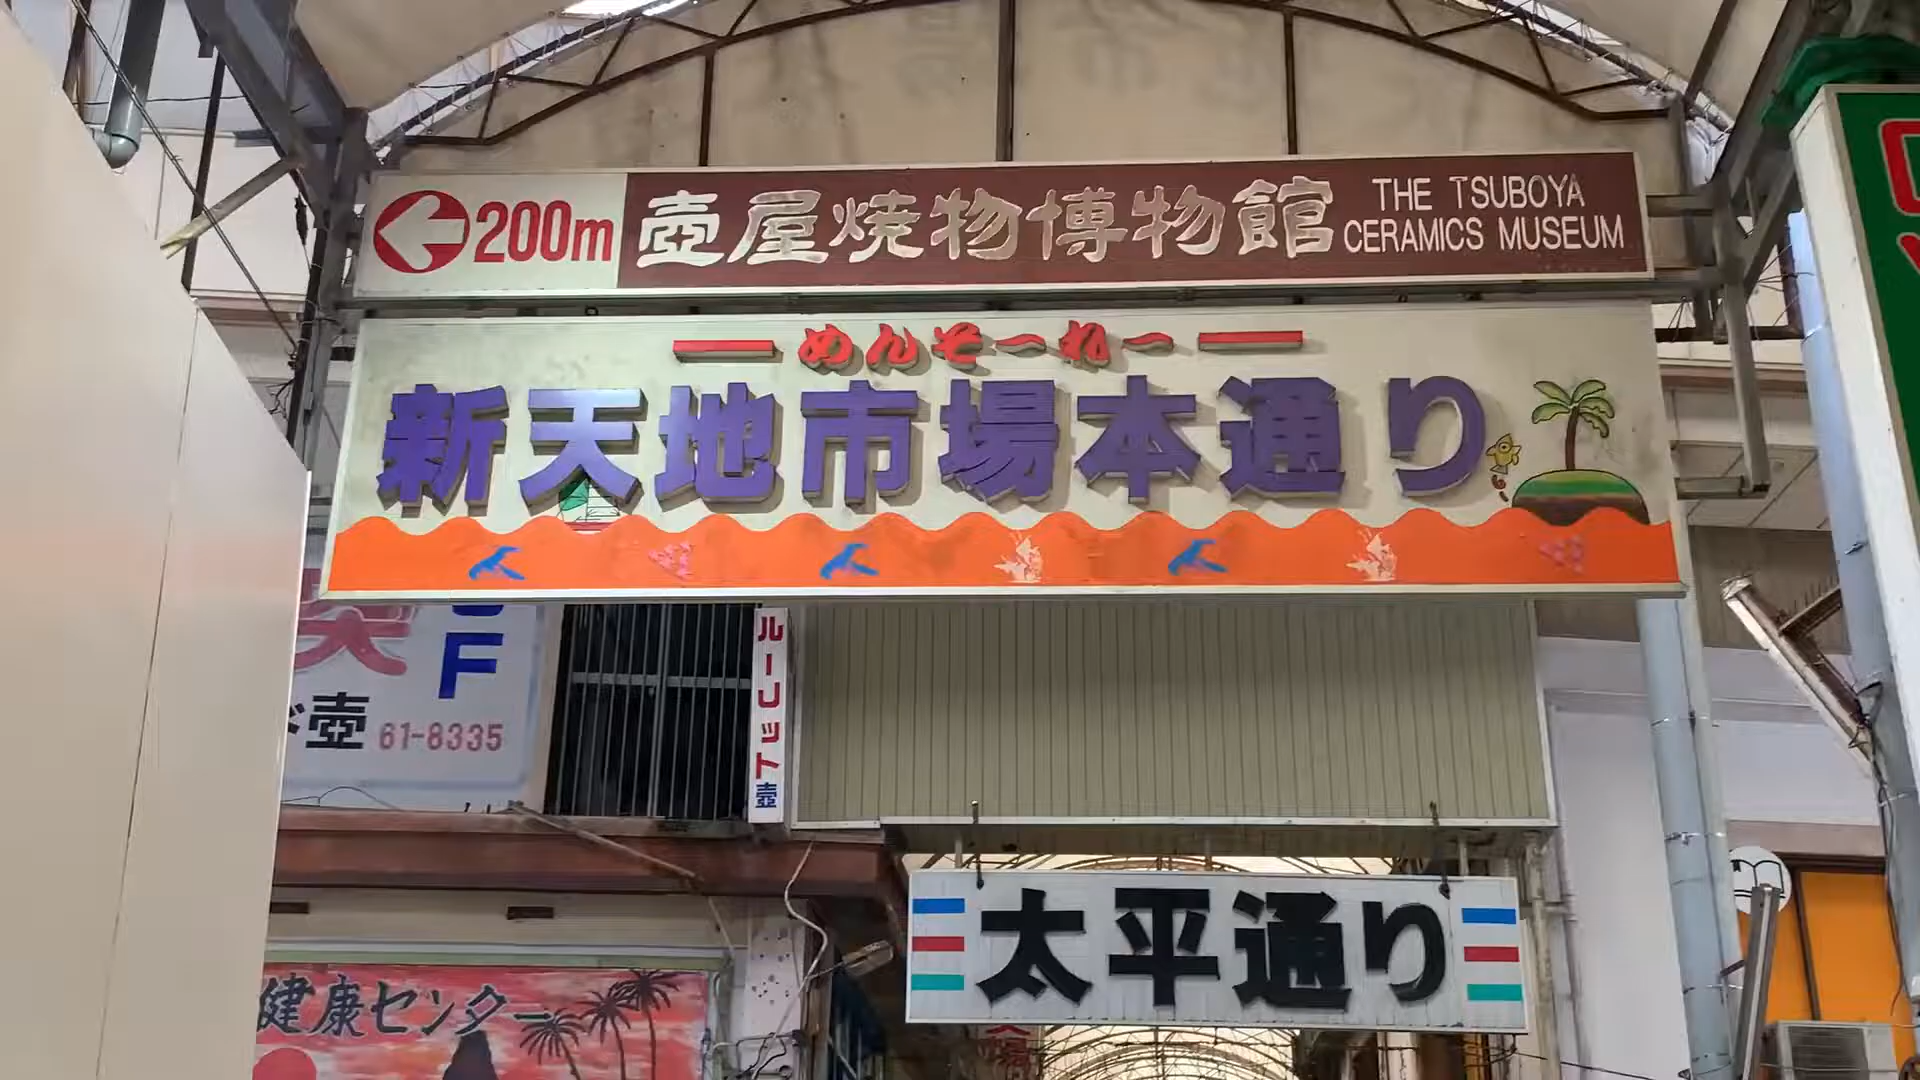 200m 壺屋焼物博物館 THE TSUBOYA
CERAMICS MUSEUM
めんそーれー
新天地市場本通り
F
壺 61-8335
ルーレット壺
太平通り
健康センター